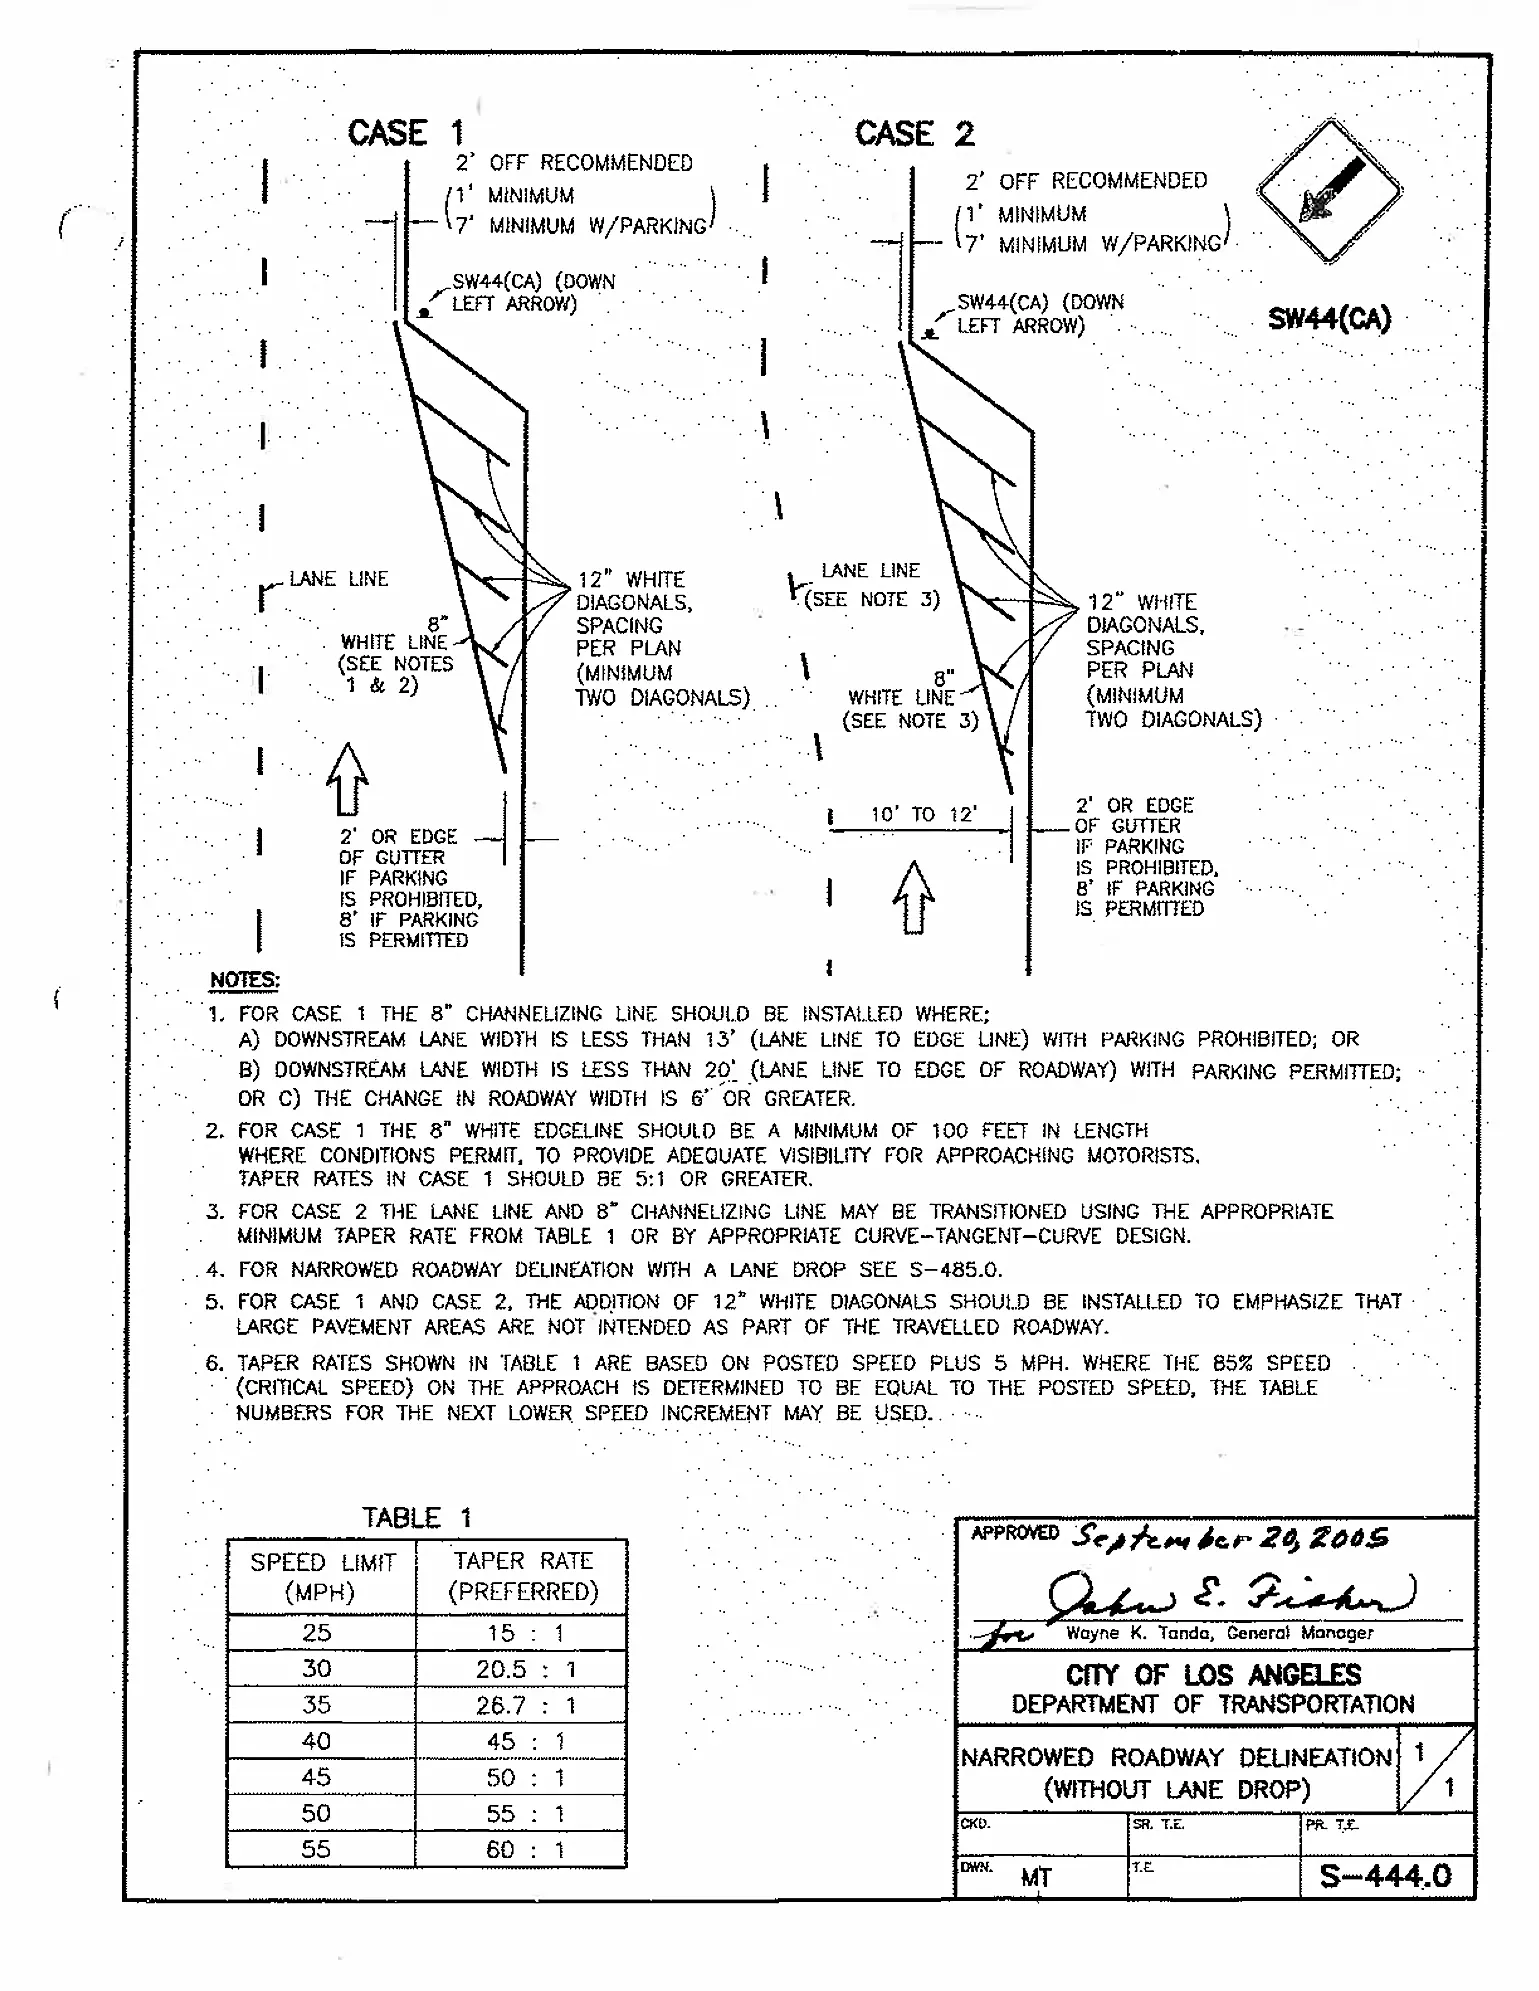 CASE 1
2' OFF RECOMMENDED
(1' MINIMUM
7' MINIMUM W/PARKING)
SW44(CA) (DOWN
LEFT ARROW)
LANE LINE
8"
WHITE LINE
(SEE NOTES
1 & 2)
12" WHITE
DIAGONALS,
SPACING
PER PLAN
(MINIMUM
TWO DIAGONALS)
2' OR EDGE
OF GUTTER
IF PARKING
IS PROHIBITED,
8' IF PARKING
IS PERMITTED
CASE 2
2' OFF RECOMMENDED
(1' MINIMUM
7' MINIMUM W/PARKING)
SW44(CA) (DOWN
LEFT ARROW)
SW44(CA)
LANE LINE
(SEE NOTE 3)
8"
WHITE LINE
(SEE NOTE 3)
12" WHITE
DIAGONALS,
SPACING
PER PLAN
(MINIMUM
TWO DIAGONALS)
10' TO 12'
2' OR EDGE
OF GUTTER
IF PARKING
IS PROHIBITED,
8' IF PARKING
IS PERMITTED
NOTES:
1. FOR CASE 1 THE 8" CHANNELIZING LINE SHOULD BE INSTALLED WHERE;
A) DOWNSTREAM LANE WIDTH IS LESS THAN 13' (LANE LINE TO EDGE LINE) WITH PARKING PROHIBITED; OR
B) DOWNSTREAM LANE WIDTH IS LESS THAN 20' (LANE LINE TO EDGE OF ROADWAY) WITH PARKING PERMITTED;
OR C) THE CHANGE IN ROADWAY WIDTH IS 6' OR GREATER.
2. FOR CASE 1 THE 8" WHITE EDGELINE SHOULD BE A MINIMUM OF 100 FEET IN LENGTH
WHERE CONDITIONS PERMIT, TO PROVIDE ADEQUATE VISIBILITY FOR APPROACHING MOTORISTS.
TAPER RATES IN CASE 1 SHOULD BE 5:1 OR GREATER.
3. FOR CASE 2 THE LANE LINE AND 8" CHANNELIZING LINE MAY BE TRANSITIONED USING THE APPROPRIATE
MINIMUM TAPER RATE FROM TABLE 1 OR BY APPROPRIATE CURVE-TANGENT-CURVE DESIGN.
4. FOR NARROWED ROADWAY DELINEATION WITH A LANE DROP SEE S-485.0.
5. FOR CASE 1 AND CASE 2, THE ADDITION OF 12" WHITE DIAGONALS SHOULD BE INSTALLED TO EMPHASIZE THAT
LARGE PAVEMENT AREAS ARE NOT INTENDED AS PART OF THE TRAVELLED ROADWAY.
6. TAPER RATES SHOWN IN TABLE 1 ARE BASED ON POSTED SPEED PLUS 5 MPH. WHERE THE 85% SPEED
(CRITICAL SPEED) ON THE APPROACH IS DETERMINED TO BE EQUAL TO THE POSTED SPEED, THE TABLE
NUMBERS FOR THE NEXT LOWER SPEED INCREMENT MAY BE USED.
TABLE 1
SPEED LIMIT (MPH) TAPER RATE (PREFERRED)
25 15 : 1
30 20.5 : 1
35 26.7 : 1
40 45 : 1
45 50 : 1
50 55 : 1
55 60 : 1
APPROVED September 20, 2005
John E. Fisher
for Wayne K. Tanda, General Manager
CITY OF LOS ANGELES
DEPARTMENT OF TRANSPORTATION
NARROWED ROADWAY DELINEATION
(WITHOUT LANE DROP)
1/1
CKD. SR. T.E. PR. T.E.
DWN. MT T.E. S-444.0